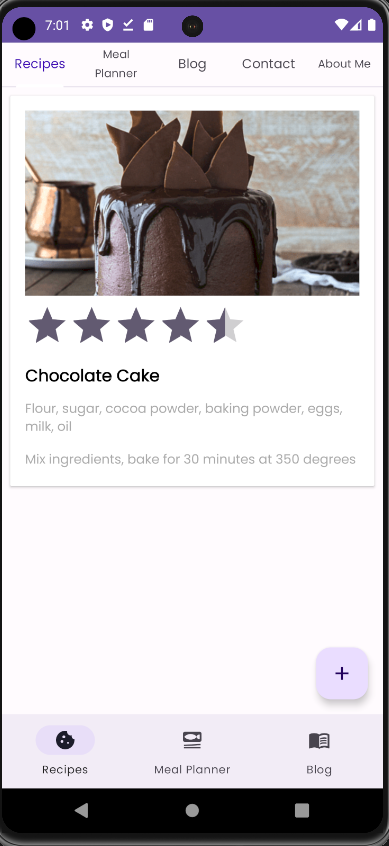 7:01
Recipes
Meal
Planner
Blog
Contact
About Me
Chocolate Cake
Flour, sugar, cocoa powder, baking powder, eggs,
milk, oil
Mix ingredients, bake for 30 minutes at 350 degrees
+
Recipes
Meal Planner
Blog